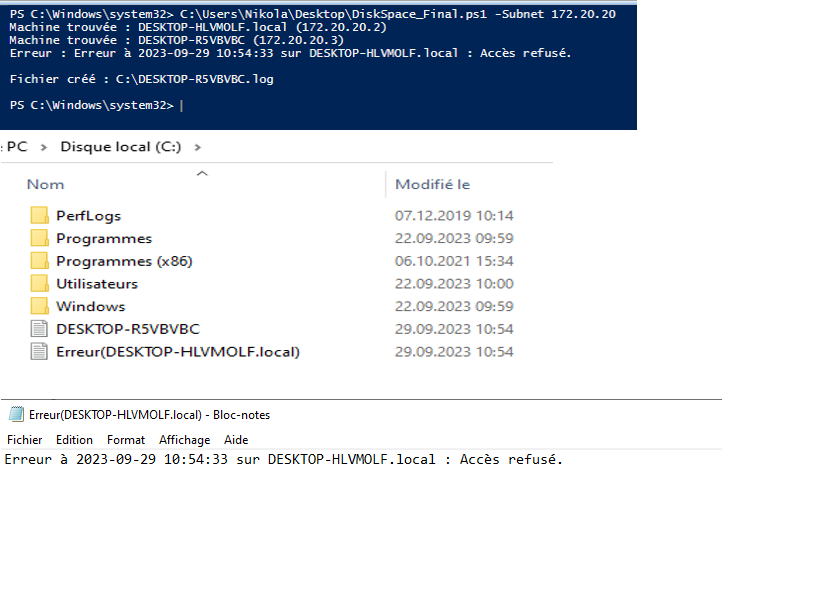 PS C:\Windows\system32> C:\Users\Nikola\Desktop\DiskSpace_Final.ps1 -Subnet 172.20.20
Machine trouvée : DESKTOP-HLVMOLF.local (172.20.20.2)
Machine trouvée : DESKTOP-R5VBVBC (172.20.20.3)
Erreur : Erreur à 2023-09-29 10:54:33 sur DESKTOP-HLVMOLF.local : Accès refusé.
Fichier créé : C:\DESKTOP-R5VBVBC.log
PS C:\Windows\system32>
PC > Disque local (C:) >
Nom Modifié le
PerfLogs 07.12.2019 10:14
Programmes 22.09.2023 09:59
Programmes (x86) 06.10.2021 15:34
Utilisateurs 22.09.2023 10:00
Windows 22.09.2023 09:59
DESKTOP-R5VBVBC 29.09.2023 10:54
Erreur(DESKTOP-HLVMOLF.local) 29.09.2023 10:54
Erreur(DESKTOP-HLVMOLF.local) - Bloc-notes
Fichier Edition Format Affichage Aide
Erreur à 2023-09-29 10:54:33 sur DESKTOP-HLVMOLF.local : Accès refusé.